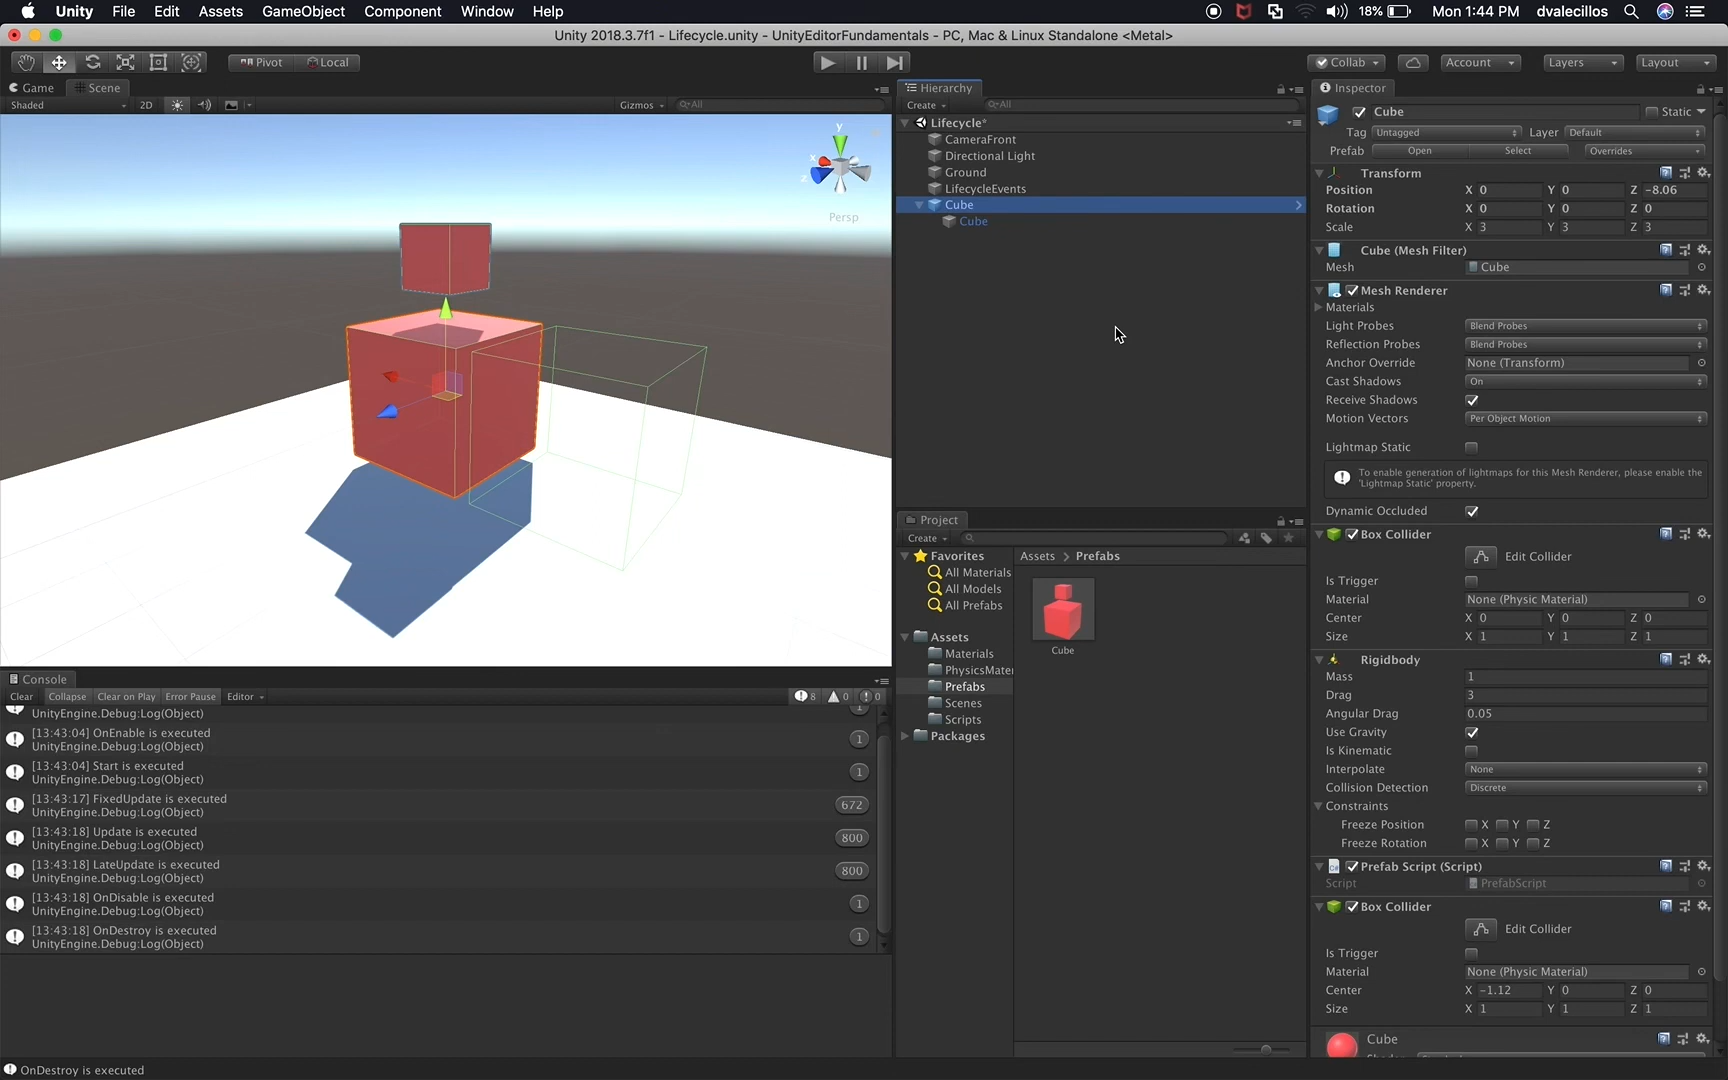 Unity File Edit Assets GameObject Component Window Help 18% Mon 1:44 PM dvalecillos
Unity 2018.3.7f1 - Lifecycle.unity - UnityEditorFundamentals - PC, Mac & Linux Standalone <Metal>
Pivot Local Collab Account Layers Layout
Game Scene
Shaded 2D Gizmos All
y
x
z
Persp
Hierarchy
Create All
Lifecycle*
CameraFront
Directional Light
Ground
LifecycleEvents
Cube
Cube
Console
Clear Collapse Clear on Play Error Pause Editor 8 0 0
UnityEngine.Debug:Log(Object) 1
[13:43:04] OnEnable is executed
UnityEngine.Debug:Log(Object) 1
[13:43:04] Start is executed
UnityEngine.Debug:Log(Object) 1
[13:43:17] FixedUpdate is executed
UnityEngine.Debug:Log(Object) 672
[13:43:18] Update is executed
UnityEngine.Debug:Log(Object) 800
[13:43:18] LateUpdate is executed
UnityEngine.Debug:Log(Object) 800
[13:43:18] OnDisable is executed
UnityEngine.Debug:Log(Object) 1
[13:43:18] OnDestroy is executed
UnityEngine.Debug:Log(Object) 1
OnDestroy is executed
Project
Create
Favorites
All Materials
All Models
All Prefabs
Assets
Materials
PhysicsMater
Prefabs
Scenes
Scripts
Packages
Assets > Prefabs
Cube
Inspector
Cube Static
Tag Untagged Layer Default
Prefab Open Select Overrides
Transform
Position X 0 Y 0 Z -8.06
Rotation X 0 Y 0 Z 0
Scale X 3 Y 3 Z 3
Cube (Mesh Filter)
Mesh Cube
Mesh Renderer
Materials
Light Probes Blend Probes
Reflection Probes Blend Probes
Anchor Override None (Transform)
Cast Shadows On
Receive Shadows
Motion Vectors Per Object Motion
Lightmap Static
To enable generation of lightmaps for this Mesh Renderer, please enable the
'Lightmap Static' property.
Dynamic Occluded
Box Collider
Edit Collider
Is Trigger
Material None (Physic Material)
Center X 0 Y 0 Z 0
Size X 1 Y 1 Z 1
Rigidbody
Mass 1
Drag 3
Angular Drag 0.05
Use Gravity
Is Kinematic
Interpolate None
Collision Detection Discrete
Constraints
Freeze Position X Y Z
Freeze Rotation X Y Z
Prefab Script (Script)
Script PrefabScript
Box Collider
Edit Collider
Is Trigger
Material None (Physic Material)
Center X -1.12 Y 0 Z 0
Size X 1 Y 1 Z 1
Cube